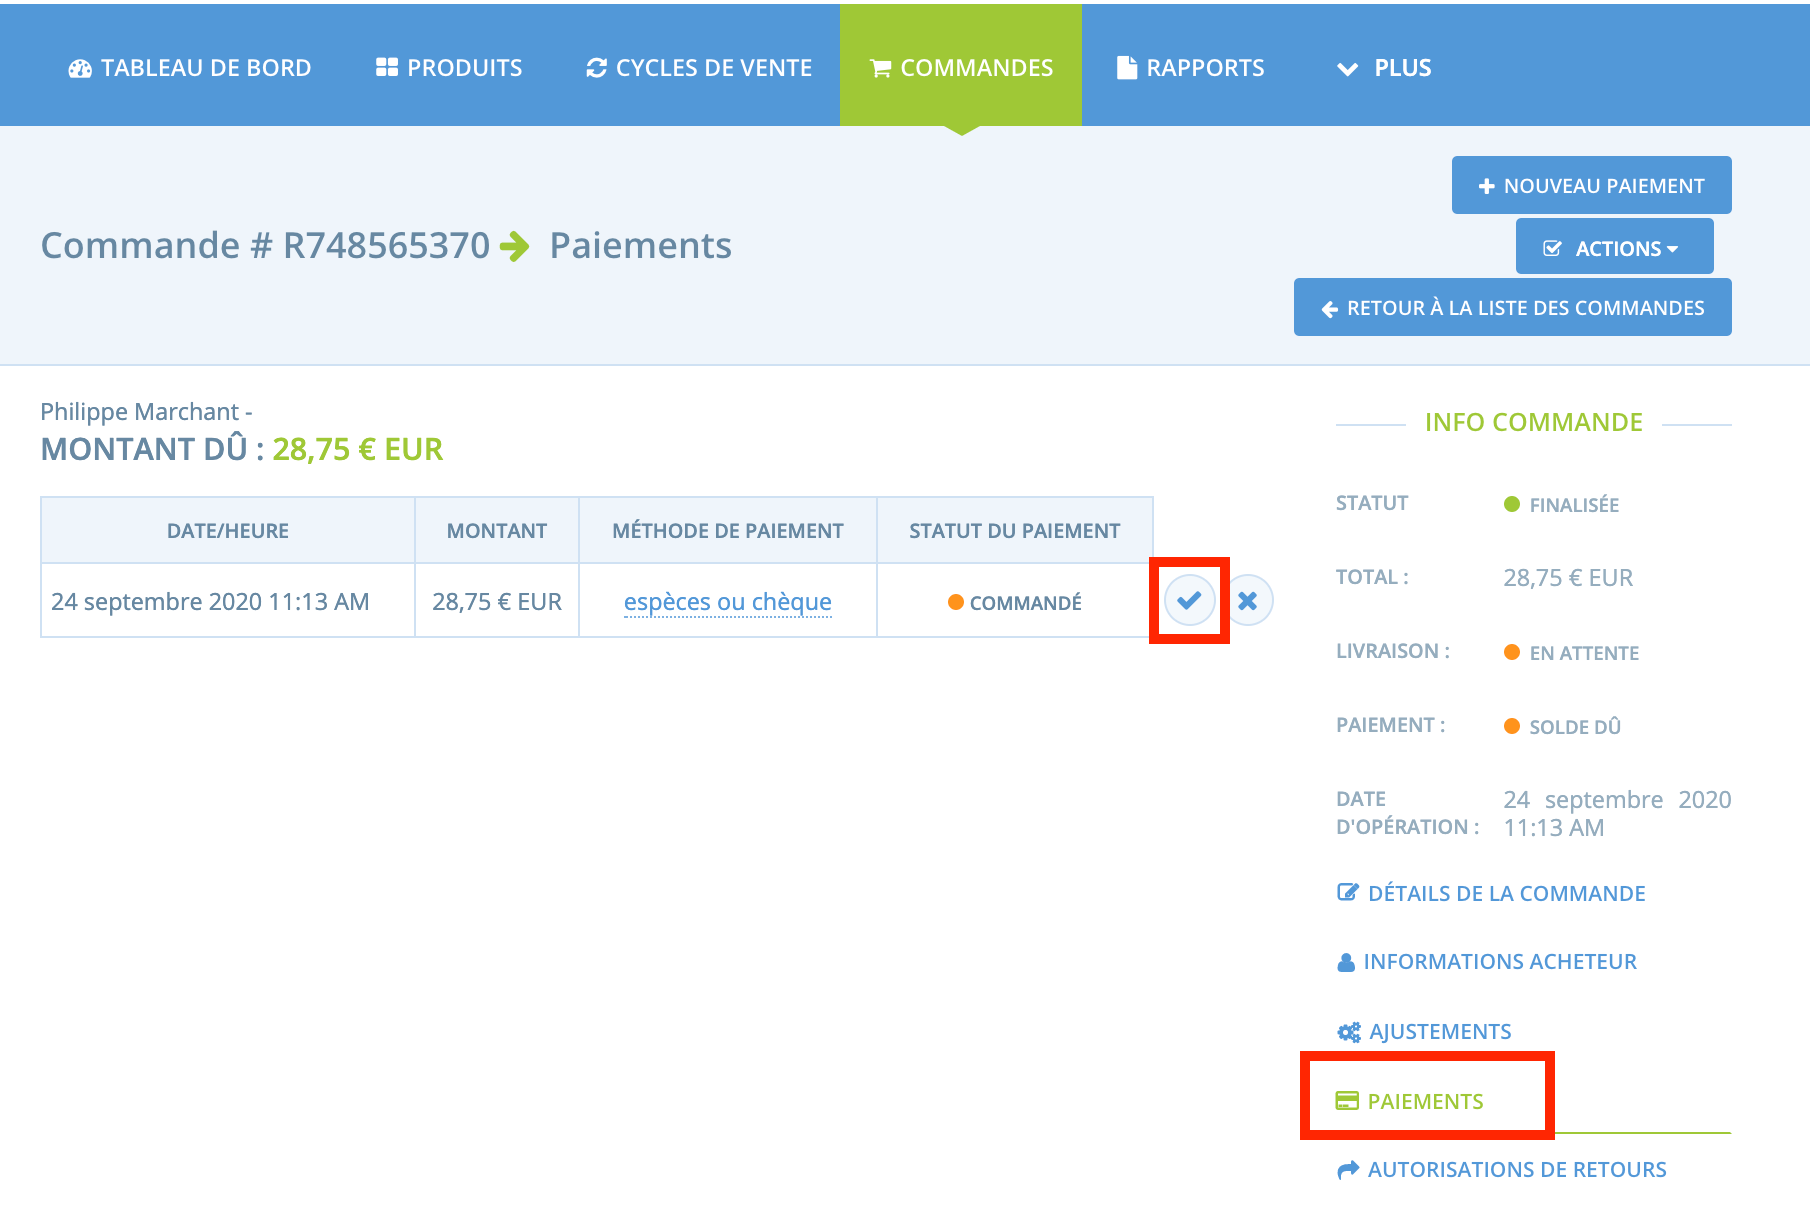 TABLEAU DE BORD PRODUITS CYCLES DE VENTE COMMANDES RAPPORTS PLUS
NOUVEAU PAIEMENT
Commande # R748565370 Paiements
ACTIONS
RETOUR À LA LISTE DES COMMANDES
Philippe Marchant -
MONTANT DÛ : 28,75 € EUR
DATE/HEURE MONTANT MÉTHODE DE PAIEMENT STATUT DU PAIEMENT
24 septembre 2020 11:13 AM 28,75 € EUR espèces ou chèque COMMANDÉ
INFO COMMANDE
STATUT FINALISÉE
TOTAL : 28,75 € EUR
LIVRAISON : EN ATTENTE
PAIEMENT : SOLDE DÛ
DATE 24 septembre 2020
D'OPÉRATION : 11:13 AM
DÉTAILS DE LA COMMANDE
INFORMATIONS ACHETEUR
AJUSTEMENTS
PAIEMENTS
AUTORISATIONS DE RETOURS